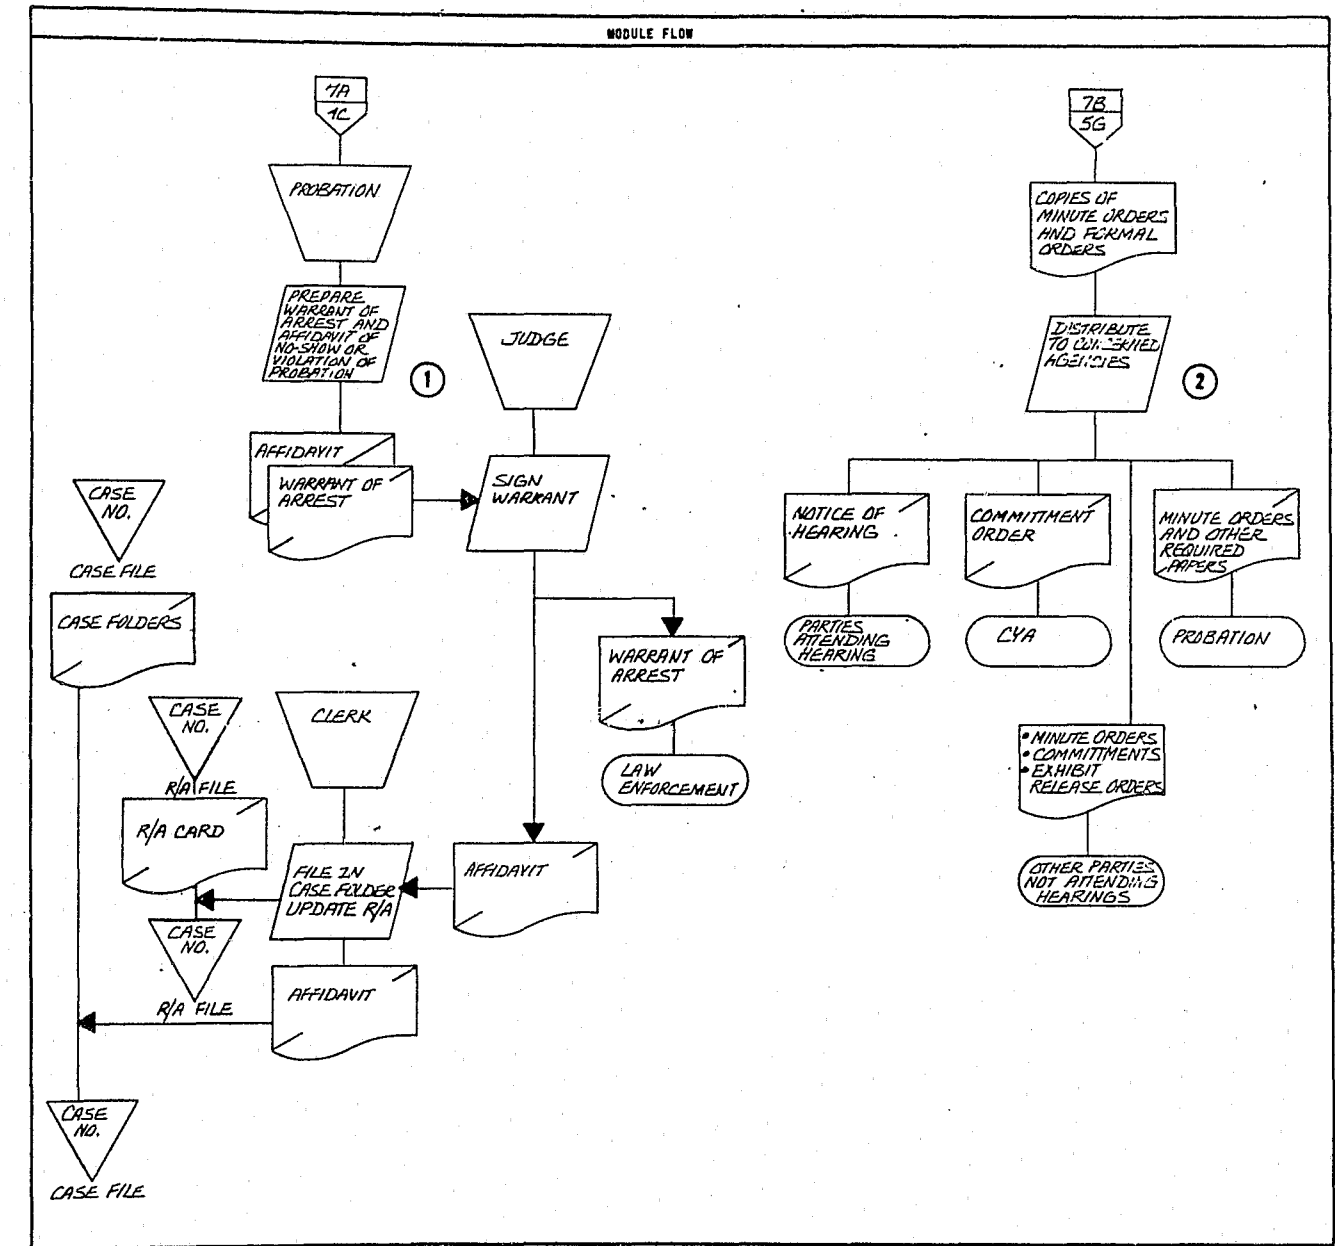 MODULE FLOW
7A
1C
PROBATION
PREPARE
WARRANT OF
ARREST AND
AFFIDAVIT OF
NO-SHOW OR
VIOLATION OF
PROBATION
1
JUDGE
AFFIDAVIT
WARRANT OF
ARREST
SIGN
WARRANT
CASE
NO.
CASE FILE
CASE FOLDERS
WARRANT OF
ARREST
LAW
ENFORCEMENT
CASE
NO.
R/A FILE
R/A CARD
CLERK
FILE IN
CASE FOLDER
UPDATE R/A
AFFIDAVIT
CASE
NO.
R/A FILE
AFFIDAVIT
CASE
NO.
CASE FILE
7B
5G
COPIES OF
MINUTE ORDERS
AND FORMAL
ORDERS
DISTRIBUTE
TO CONCERNED
AGENCIES
2
NOTICE OF
HEARING
PARTIES
ATTENDING
HEARING
COMMITTMENT
ORDER
CYA
MINUTE ORDERS
AND OTHER
REQUIRED
PAPERS
PROBATION
• MINUTE ORDERS
• COMMITTMENTS
• EXHIBIT
RELEASE ORDERS
OTHER PARTIES
NOT ATTENDING
HEARINGS